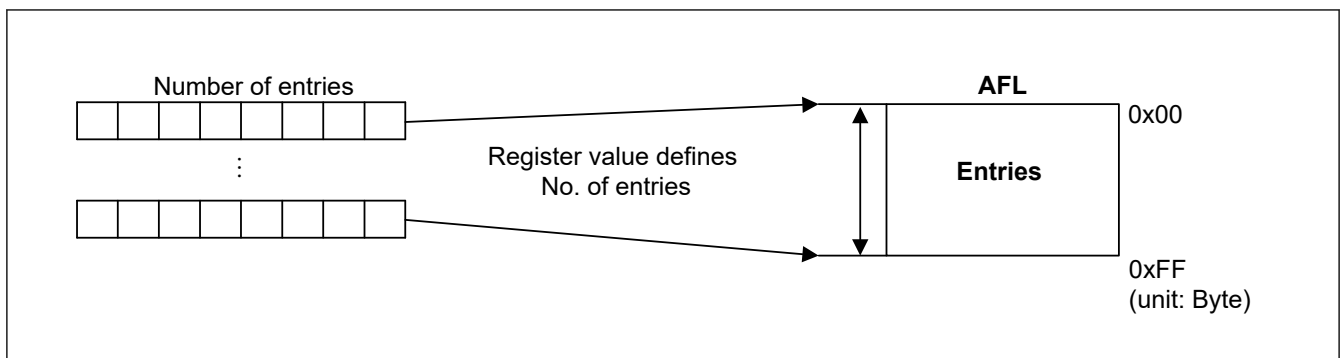 Number of entries
⋮
Register value defines
No. of entries
AFL
0x00
Entries
0xFF
(unit: Byte)